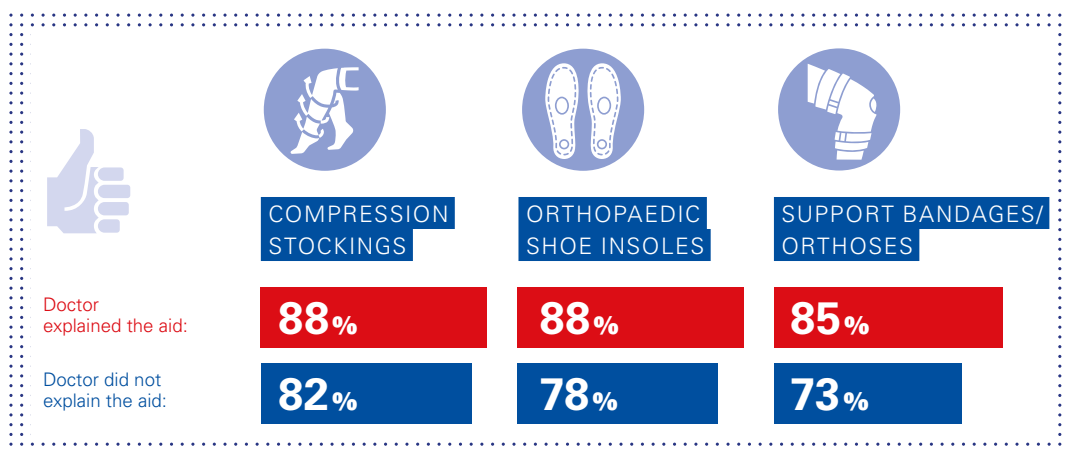 COMPRESSION
STOCKINGS
ORTHOPAEDIC
SHOE INSOLES
SUPPORT BANDAGES/
ORTHOSES
Doctor
explained the aid:
88%
88%
85%
Doctor did not
explain the aid:
82%
78%
73%